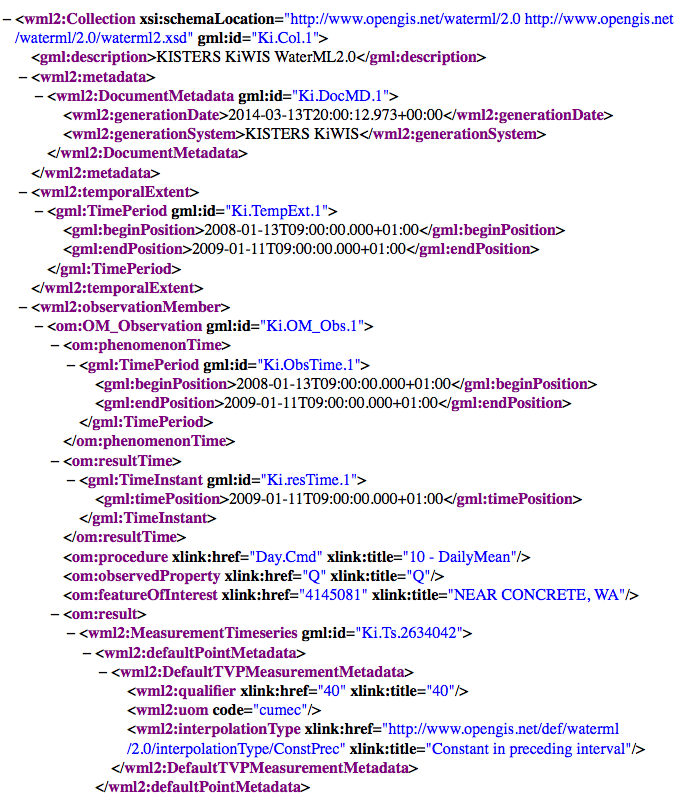 – <wml2:Collection xsi:schemaLocation="http://www.opengis.net/waterml/2.0 http://www.opengis.net
/waterml/2.0/waterml2.xsd" gml:id="Ki.Col.1">
<gml:description>KISTERS KiWIS WaterML2.0</gml:description>
– <wml2:metadata>
– <wml2:DocumentMetadata gml:id="Ki.DocMD.1">
<wml2:generationDate>2014-03-13T20:00:12.973+00:00</wml2:generationDate>
<wml2:generationSystem>KISTERS KiWIS</wml2:generationSystem>
</wml2:DocumentMetadata>
</wml2:metadata>
– <wml2:temporalExtent>
– <gml:TimePeriod gml:id="Ki.TempExt.1">
<gml:beginPosition>2008-01-13T09:00:00.000+01:00</gml:beginPosition>
<gml:endPosition>2009-01-11T09:00:00.000+01:00</gml:endPosition>
</gml:TimePeriod>
</wml2:temporalExtent>
– <wml2:observationMember>
– <om:OM_Observation gml:id="Ki.OM_Obs.1">
– <om:phenomenonTime>
– <gml:TimePeriod gml:id="Ki.ObsTime.1">
<gml:beginPosition>2008-01-13T09:00:00.000+01:00</gml:beginPosition>
<gml:endPosition>2009-01-11T09:00:00.000+01:00</gml:endPosition>
</gml:TimePeriod>
</om:phenomenonTime>
– <om:resultTime>
– <gml:TimeInstant gml:id="Ki.resTime.1">
<gml:timePosition>2009-01-11T09:00:00.000+01:00</gml:timePosition>
</gml:TimeInstant>
</om:resultTime>
<om:procedure xlink:href="Day.Cmd" xlink:title="10 - DailyMean"/>
<om:observedProperty xlink:href="Q" xlink:title="Q"/>
<om:featureOfInterest xlink:href="4145081" xlink:title="NEAR CONCRETE, WA"/>
– <om:result>
– <wml2:MeasurementTimeseries gml:id="Ki.Ts.2634042">
– <wml2:defaultPointMetadata>
– <wml2:DefaultTVPMeasurementMetadata>
<wml2:qualifier xlink:href="40" xlink:title="40"/>
<wml2:uom code="cumec"/>
<wml2:interpolationType xlink:href="http://www.opengis.net/def/waterml
/2.0/interpolationType/ConstPrec" xlink:title="Constant in preceding interval"/>
</wml2:DefaultTVPMeasurementMetadata>
</wml2:defaultPointMetadata>